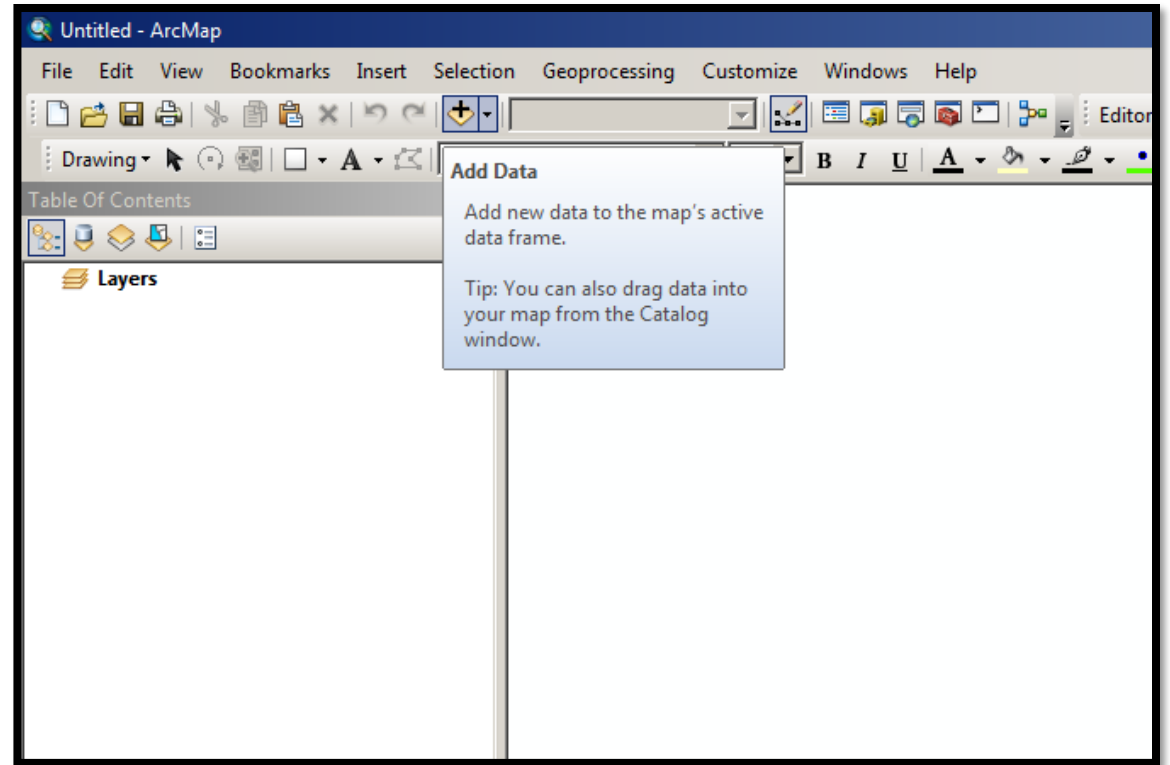 Untitled - ArcMap
File Edit View Bookmarks Insert Selection Geoprocessing Customize Windows Help
Editor
Drawing A B I U A
Table Of Contents
Layers
Add Data
Add new data to the map's active
data frame.
Tip: You can also drag data into
your map from the Catalog
window.